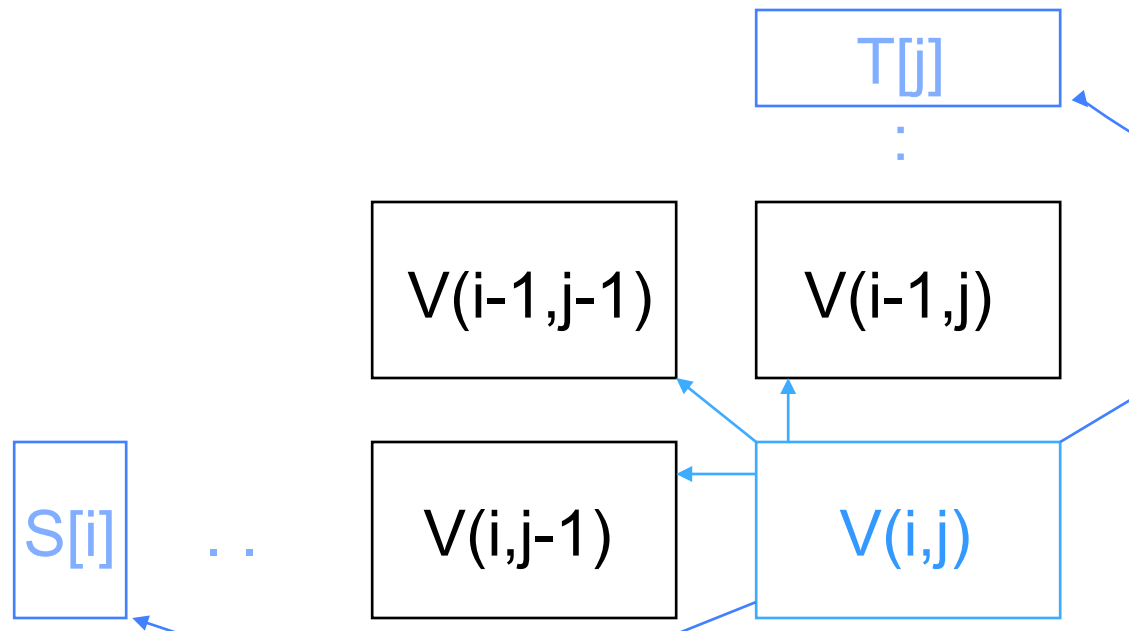 T[j]
:
V(i-1,j-1) V(i-1,j)
S[i] . . V(i,j-1) V(i,j)